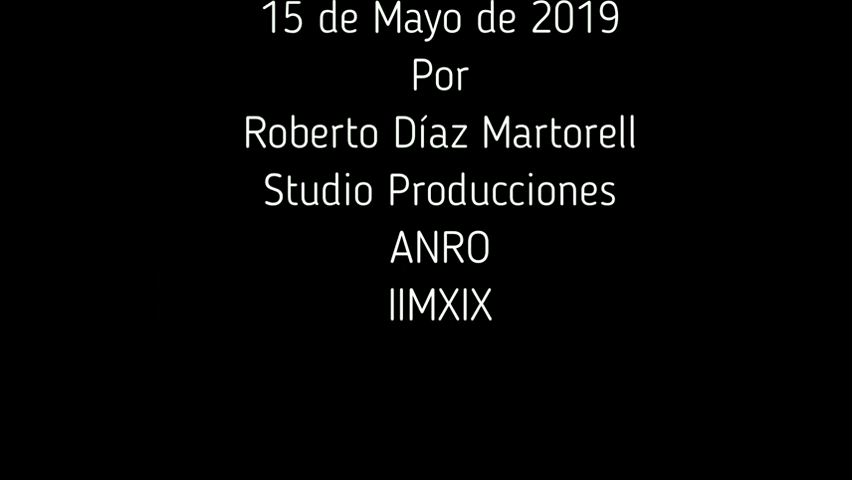 15 de Mayo de 2019
Por
Roberto Díaz Martorell
Studio Producciones
ANRO
IIMXIX